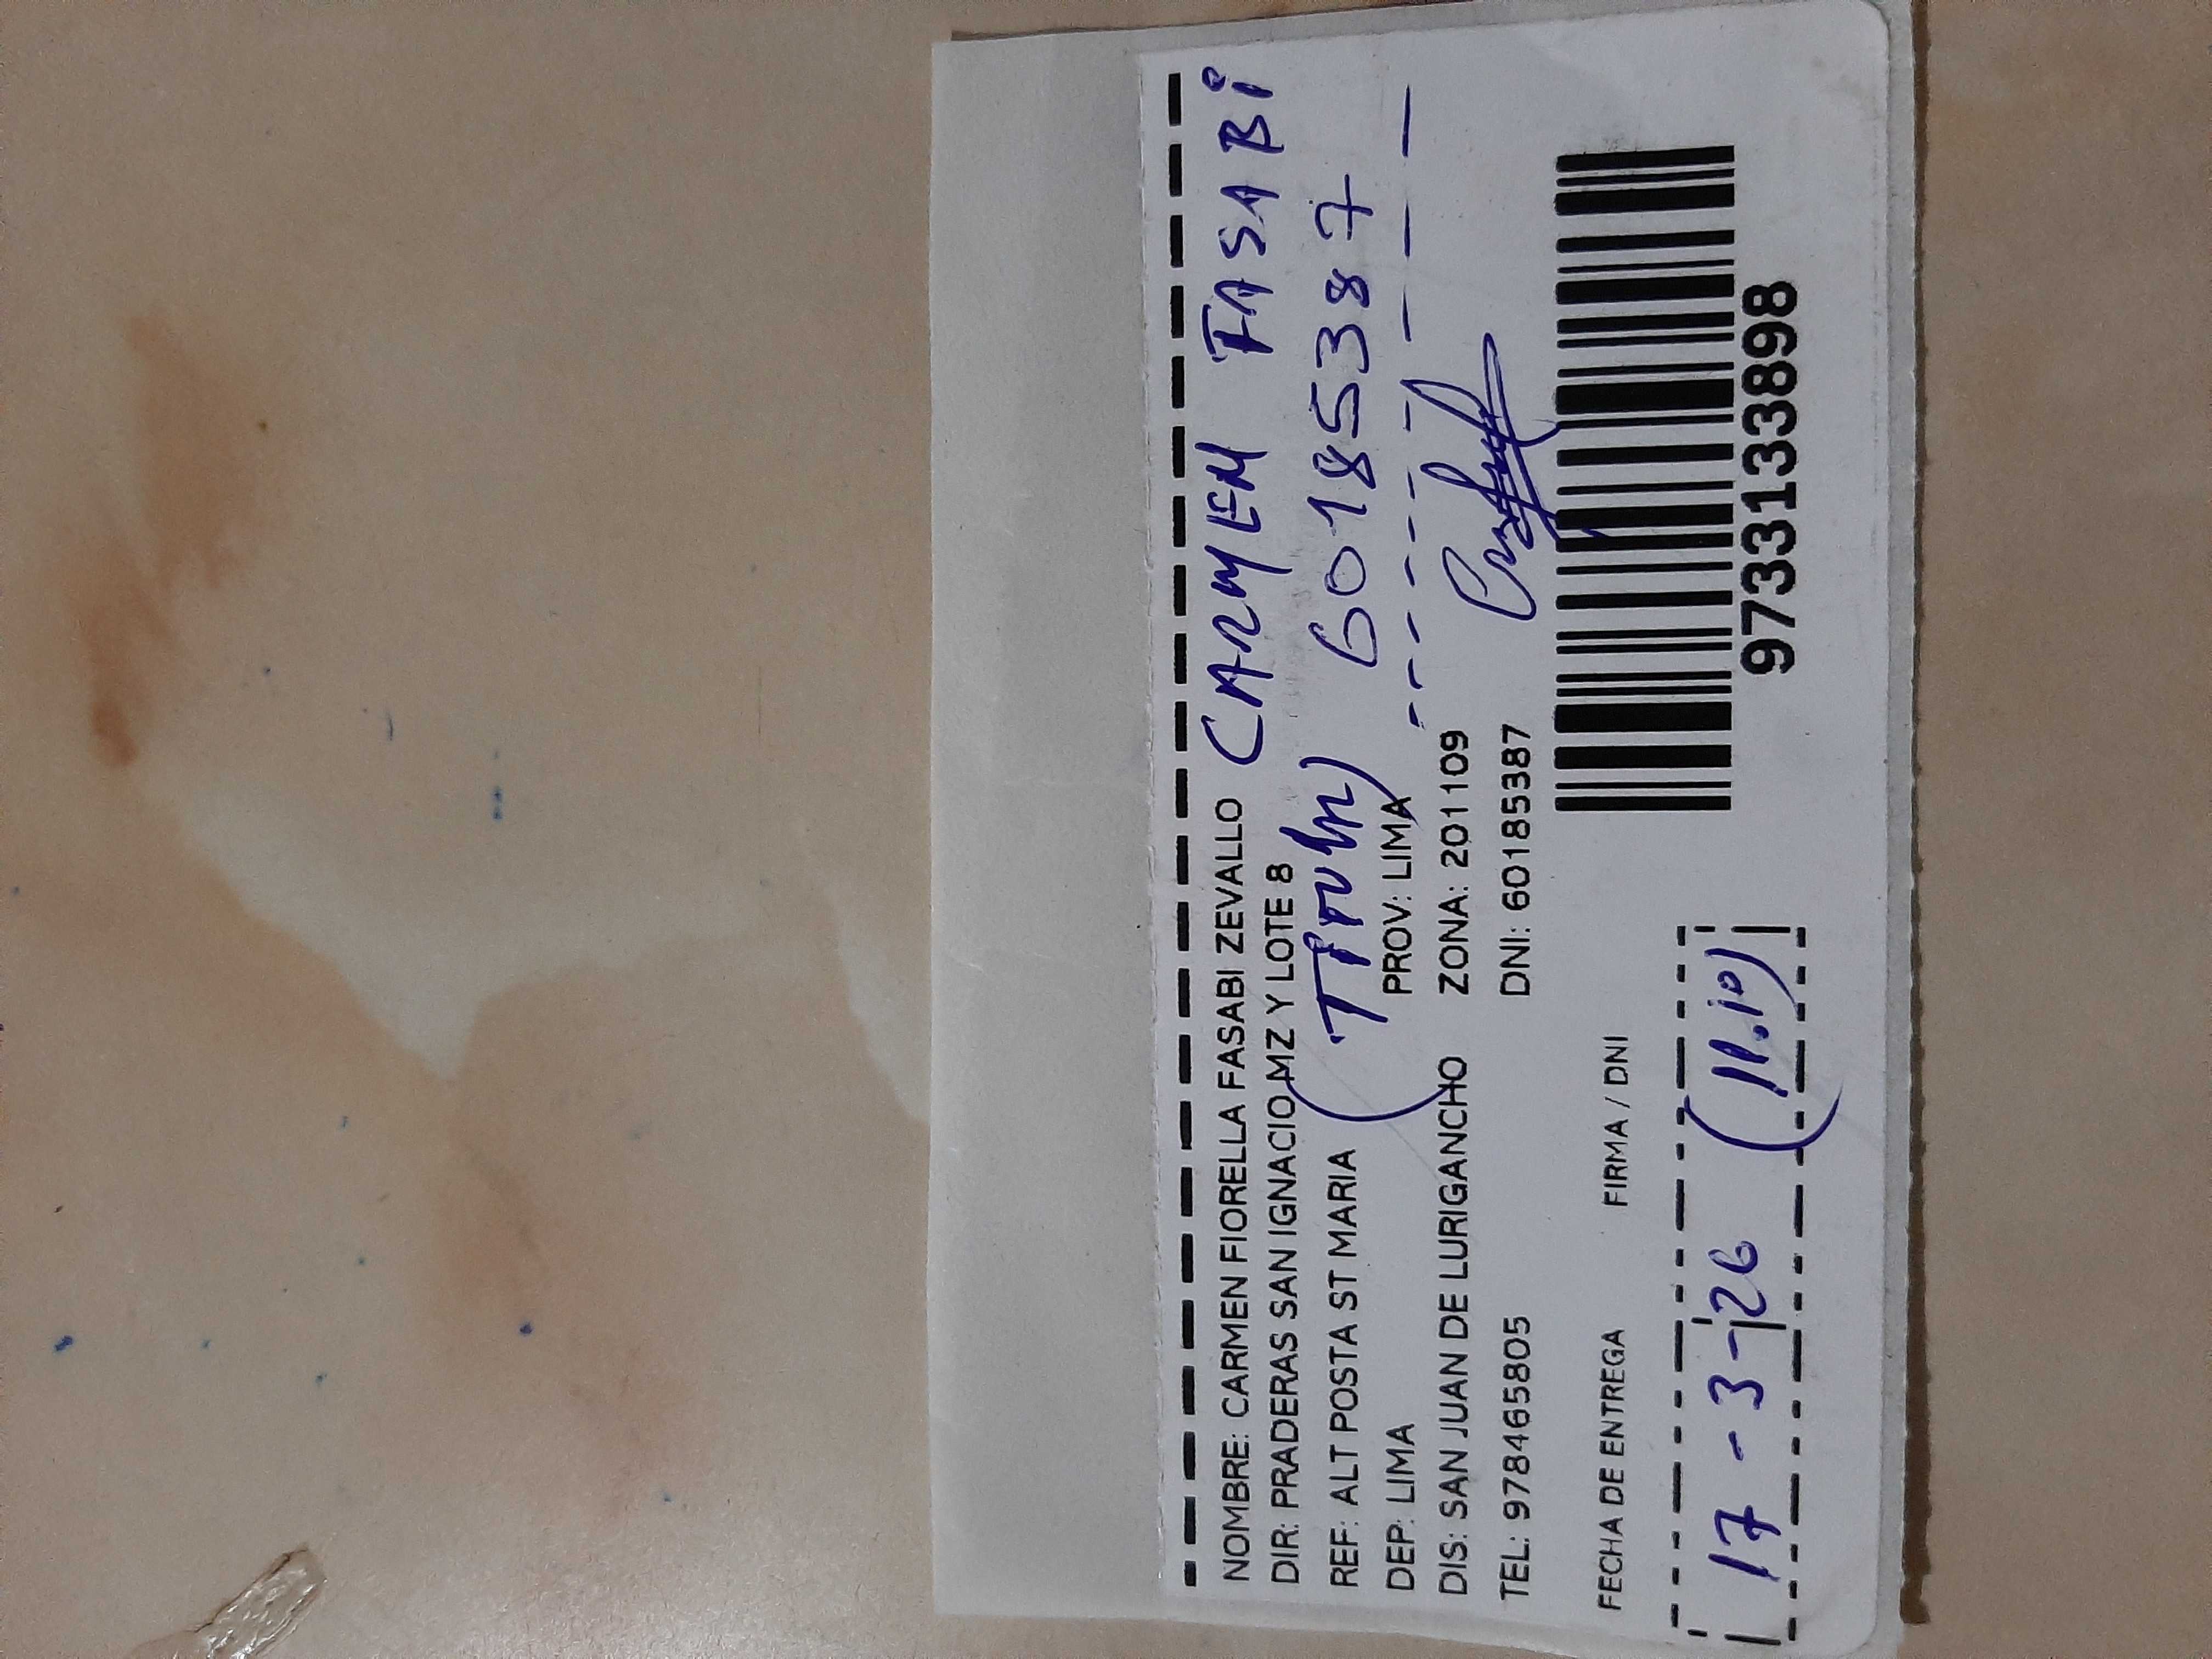 NOMBRE: CARMEN FIORELLA FASABI ZEVALLO CARMEN FASABI
DIR: PRADERAS SAN IGNACIO MZ Y LOTE 8
REF: ALT POSTA ST MARIA (TITULAR) 60185387
DEP: LIMA PROV: LIMA
DIS: SAN JUAN DE LURIGANCHO ZONA: 201109
TEL: 978465805 DNI: 60185387
FECHA DE ENTREGA FIRMA / DNI
17-3-26 (11.10)
9733133898